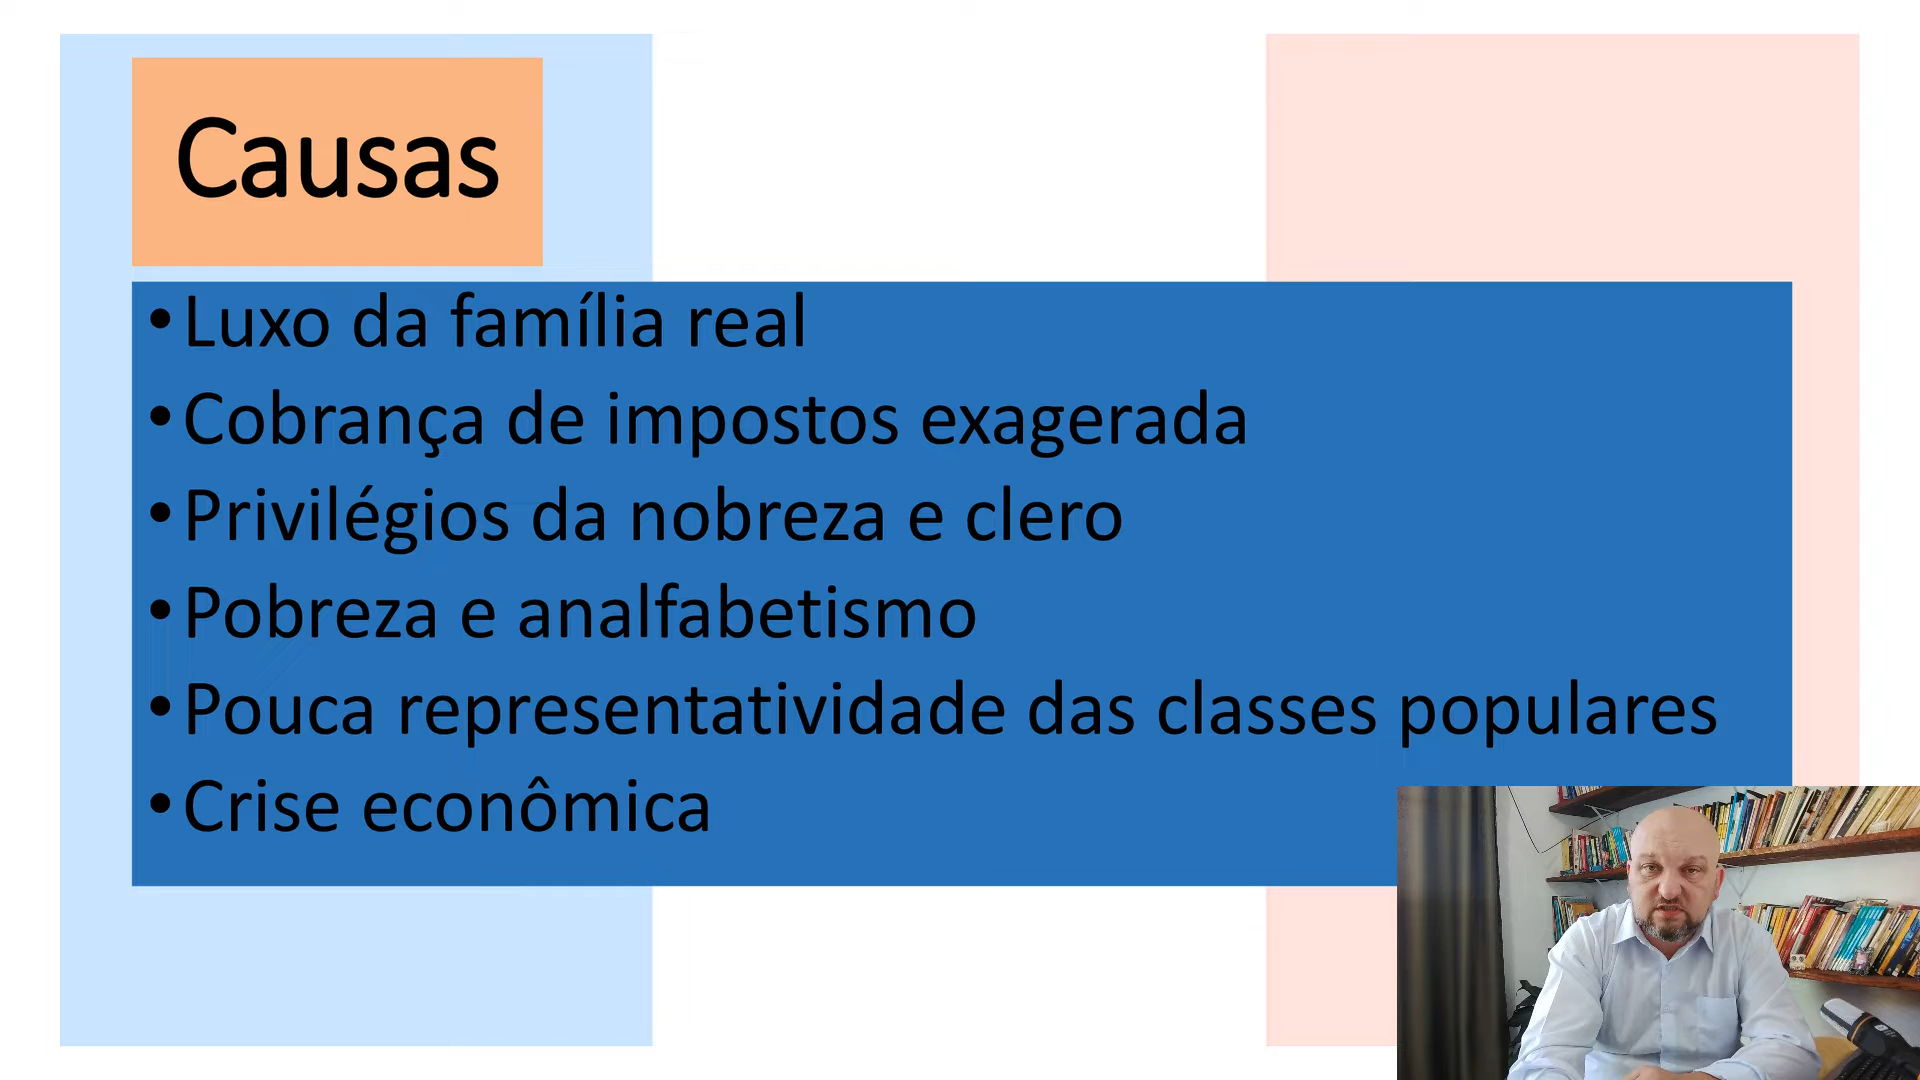 Causas
•Luxo da família real
•Cobrança de impostos exagerada
•Privilégios da nobreza e clero
•Pobreza e analfabetismo
•Pouca representatividade das classes populares
•Crise econômica